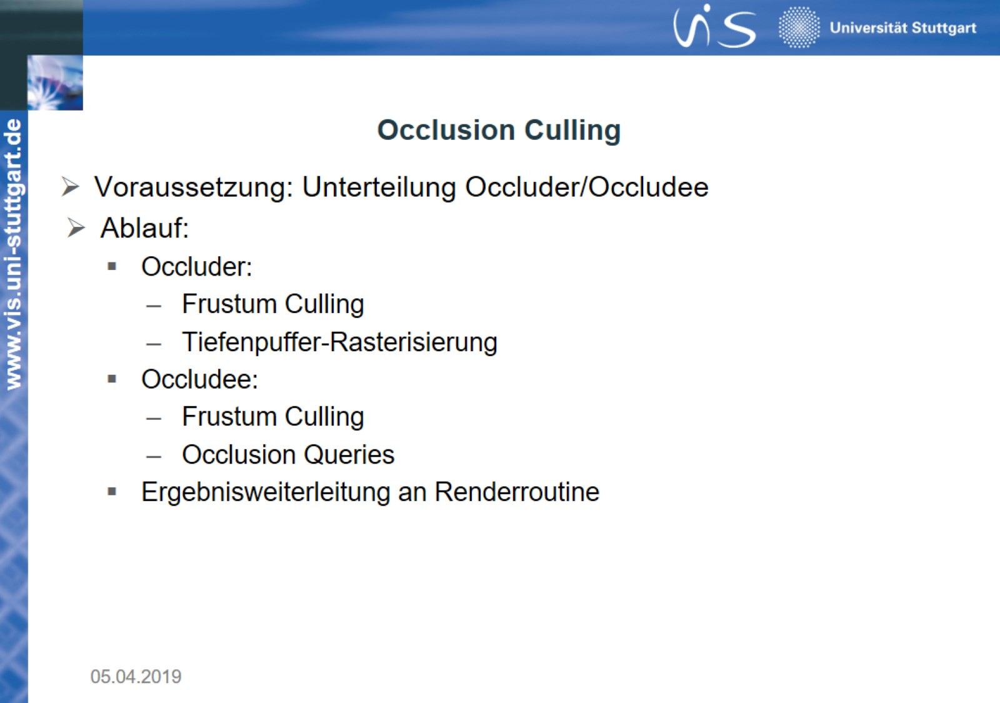 vis Universität Stuttgart
www.vis.uni-stuttgart.de
Occlusion Culling
➢ Voraussetzung: Unterteilung Occluder/Occludee
➢ Ablauf:
▪ Occluder:
– Frustum Culling
– Tiefenpuffer-Rasterisierung
▪ Occludee:
– Frustum Culling
– Occlusion Queries
▪ Ergebnisweiterleitung an Renderroutine
05.04.2019